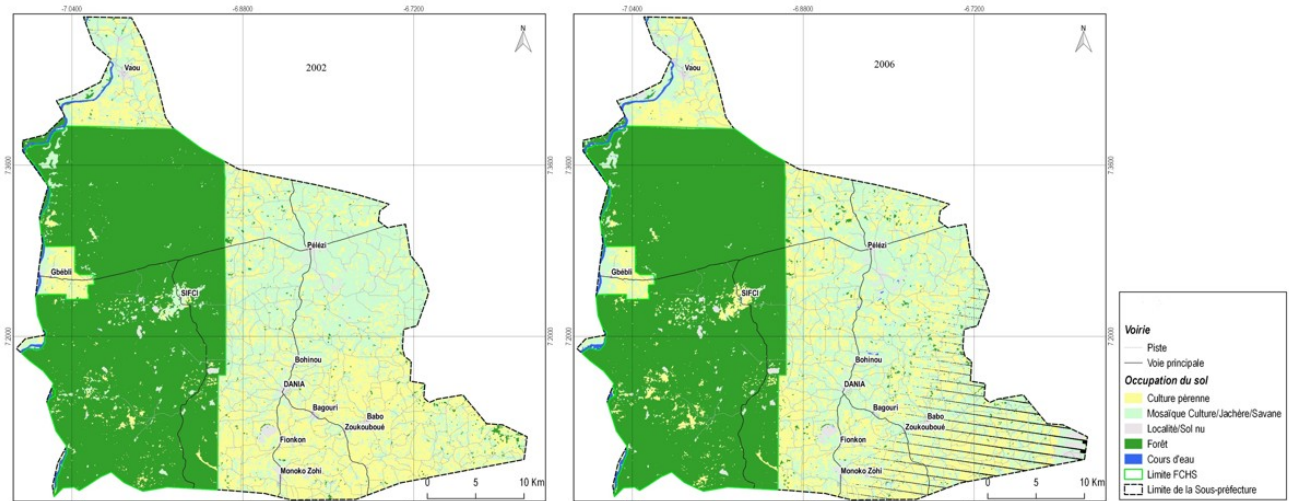 -7.0400 -6.8800 -6.7200
N
2002
Vaou
7.3600
Pélézi
Gbébli
SIFCI
7.2000
Bohinou
DANIA
Bagouri
Babo
Zoukouboué
Fionkon
Monoko Zohi
0 5 10 Km
-7.0400 -6.8800 -6.7200
N
2006
Vaou
7.3600
7.3600
Pélézi
Gbébli
SIFCI
7.2000
7.2000
Bohinou
DANIA
Bagouri
Babo
Zoukouboué
Fionkon
Monoko Zohi
0 5 10 Km
Voirie
Piste
Voie principale
Occupation du sol
Culture pérenne
Mosaïque Culture/Jachère/Savane
Localité/Sol nu
Forêt
Cours d'eau
Limite FCHS
Limite de la Sous-préfecture